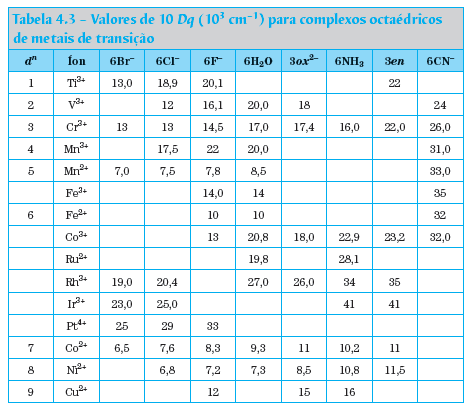 Tabela 4.3 – Valores de 10 Dq (10³ cm⁻¹) para complexos octaédricos
de metais de transição
dⁿ Íon 6Br⁻ 6Cl⁻ 6F⁻ 6H₂O 3ox²⁻ 6NH₃ 3en 6CN⁻
1 Ti³⁺ 13,0 18,9 20,1 22
2 V³⁺ 12 16,1 20,0 18 24
3 Cr³⁺ 13 13 14,5 17,0 17,4 16,0 22,0 26,0
4 Mn³⁺ 17,5 22 20,0 31,0
5 Mn²⁺ 7,0 7,5 7,8 8,5 33,0
Fe³⁺ 14,0 14 35
6 Fe²⁺ 10 10 32
Co³⁺ 13 20,8 18,0 22,9 23,2 32,0
Ru²⁺ 19,8 28,1
Rh³⁺ 19,0 20,4 27,0 26,0 34 35
Ir³⁺ 23,0 25,0 41 41
Pt⁴⁺ 25 29 33
7 Co²⁺ 6,5 7,6 8,3 9,3 11 10,2 11
8 Ni²⁺ 6,8 7,2 7,3 8,5 10,8 11,5
9 Cu²⁺ 12 15 16